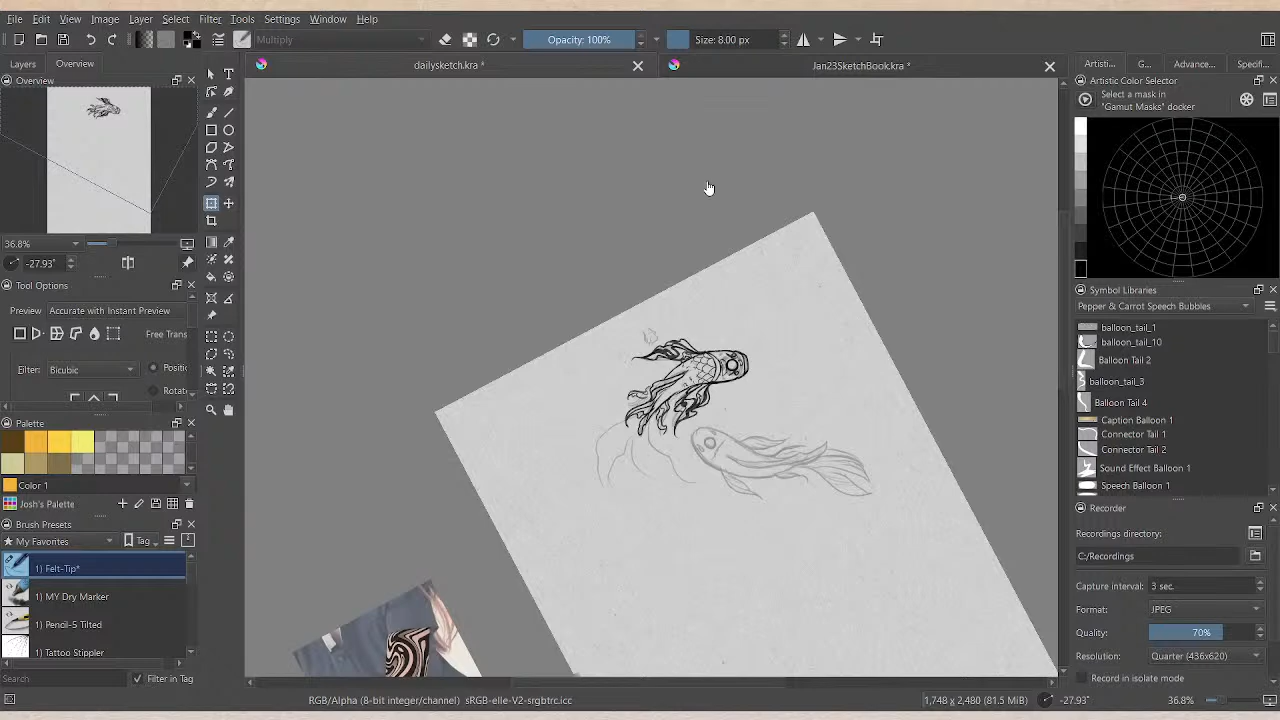 File Edit View Image Layer Select Filter Tools Settings Window Help
Multiply Opacity: 100% Size: 8.00 px
Layers Overview dailysketch.kra * Jan23SketchBook.kra * Artisti... G... Advance... Specifi...
Overview
Artistic Color Selector
Select a mask in
"Gamut Masks" docker
36.8%
-27.93°
Tool Options
Preview Accurate with Instant Preview
Free Trans
Filter: Bicubic Positic
Rotate
Palette
Color 1
Josh's Palette
Brush Presets
My Favorites Tag
1) Felt-Tip*
1) MY Dry Marker
1) Pencil-5 Tilted
1) Tattoo Stippler
Search Filter in Tag
Symbol Libraries
Pepper & Carrot Speech Bubbles
balloon_tail_1
balloon_tail_10
Balloon Tail 2
balloon_tail_3
Balloon Tail 4
Caption Balloon 1
Connector Tail 1
Connector Tail 2
Sound Effect Balloon 1
Speech Balloon 1
Recorder
Recordings directory:
C:/Recordings
Capture interval: 3 sec.
Format: JPEG
Quality: 70%
Resolution: Quarter (436x620)
Record in isolate mode
RGB/Alpha (8-bit integer/channel) sRGB-elle-V2-srgbtrc.icc 1,748 x 2,480 (81.5 MiB) -27.93° 36.8%